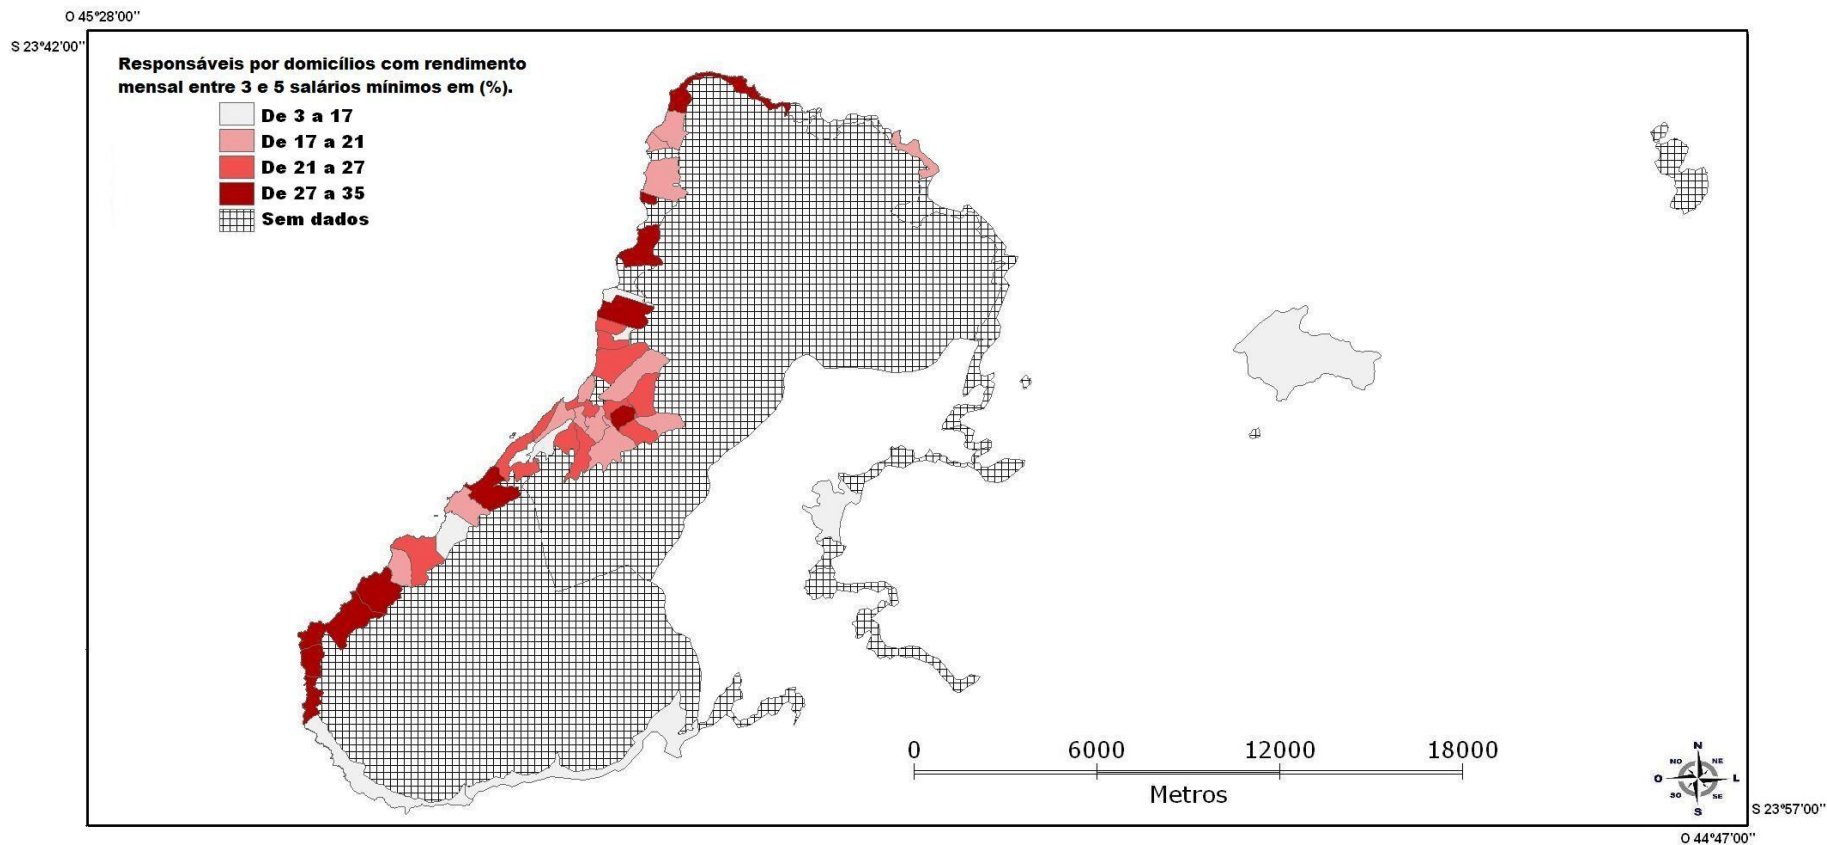 O 45°28'00''
S 23°42'00''
Responsáveis por domicílios com rendimento
mensal entre 3 e 5 salários mínimos em (%).
De 3 a 17
De 17 a 21
De 21 a 27
De 27 a 35
Sem dados
0 6000 12000 18000
Metros
N
NO NE
O L
SO SE
S
S 23°57'00''
O 44°47'00''